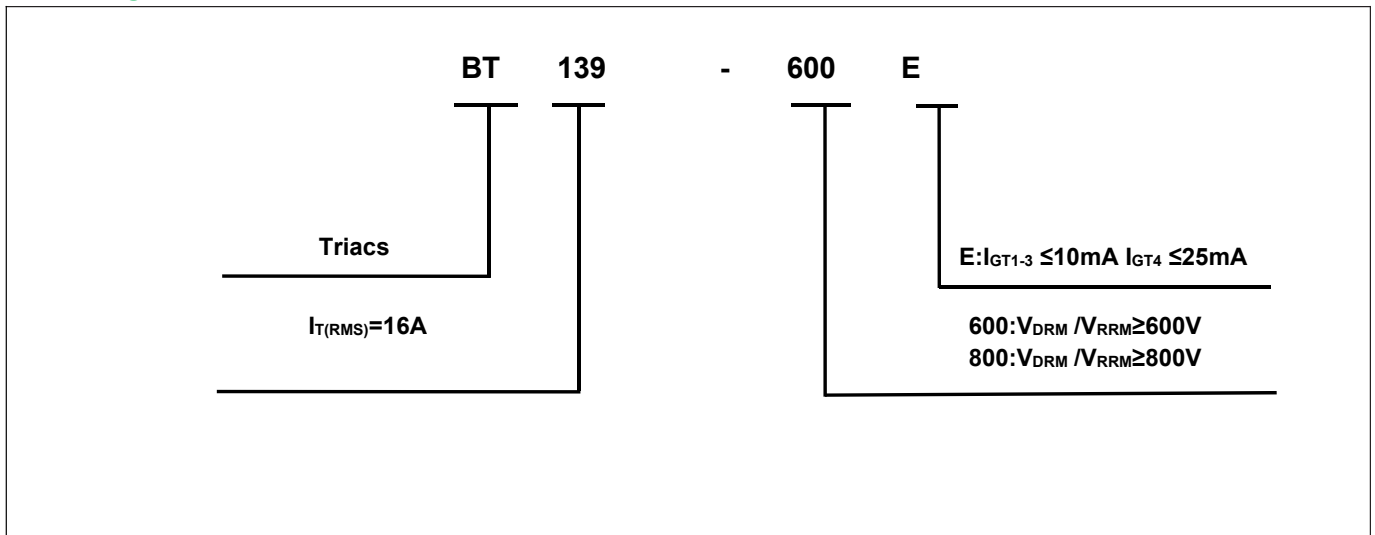 BT 139 - 600 E
Triacs
IT(RMS)=16A
E:IGT1-3 ≤10mA IGT4 ≤25mA
600:VDRM /VRRM≥600V
800:VDRM /VRRM≥800V